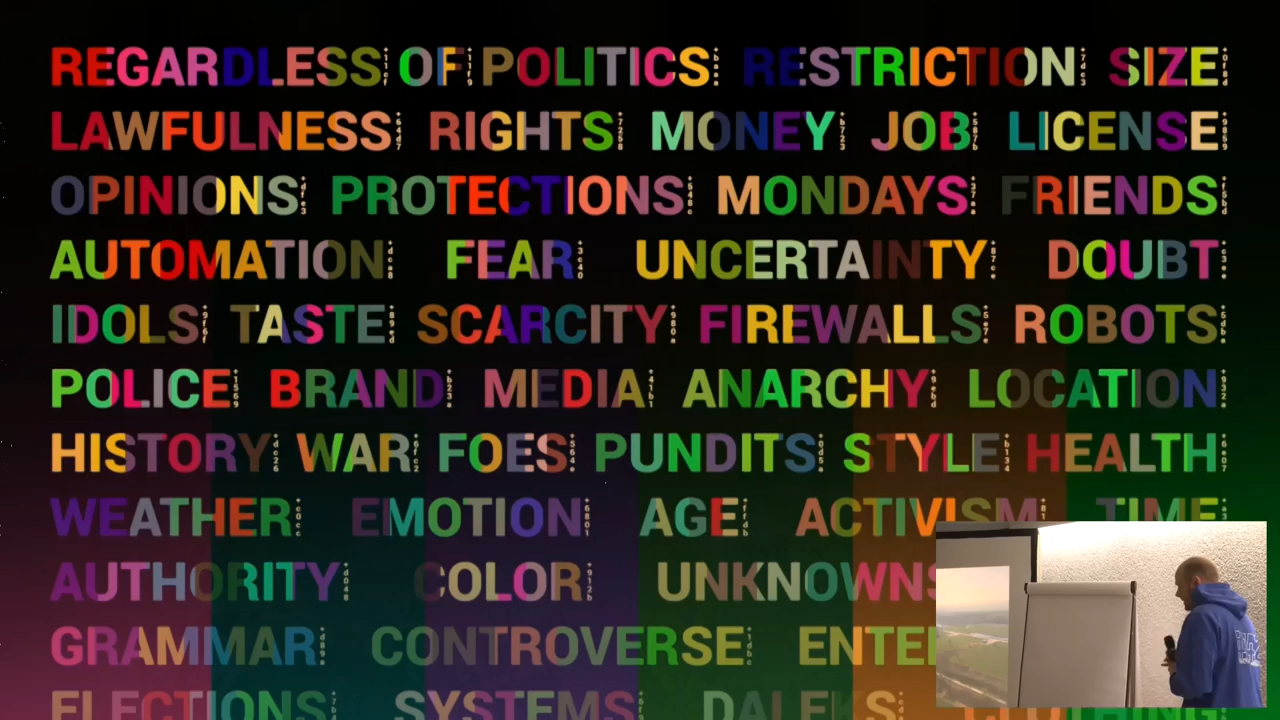 REGARDLESS OF POLITICS RESTRICTION SIZE
LAWFULNESS RIGHTS MONEY JOB LICENSE
OPINIONS PROTECTIONS MONDAYS FRIENDS
AUTOMATION FEAR UNCERTAINTY DOUBT
IDOLS TASTE SCARCITY FIREWALLS ROBOTS
POLICE BRAND MEDIA ANARCHY LOCATION
HISTORY WAR FOES PUNDITS STYLE HEALTH
WEATHER EMOTION AGE ACTIVISM TIME
AUTHORITY COLOR UNKNOWNS
GRAMMAR CONTROVERSE
ELECTIONS SYSTEMS DALEKS CLOTHING